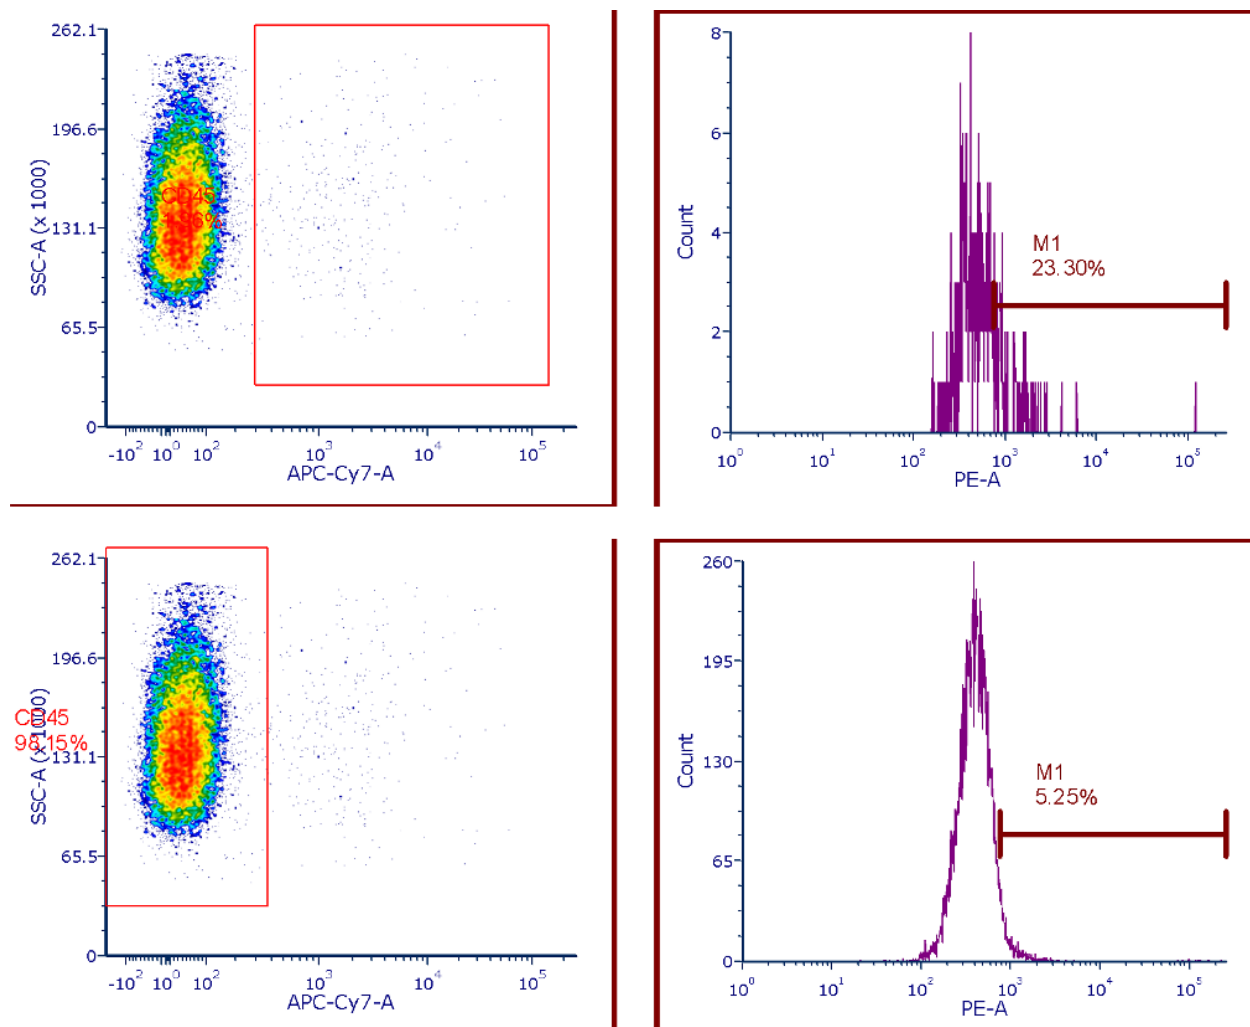 262.1
196.6
131.1
65.5
0
SSC-A (x 1000)
CD45
-10² 10⁰ 10² 10³ 10⁴ 10⁵
APC-Cy7-A
8
6
4
2
0
Count
M1
23.30%
10⁰ 10¹ 10² 10³ 10⁴ 10⁵
PE-A
262.1
196.6
131.1
65.5
0
SSC-A (x 1000)
CD45
98.15%
-10² 10⁰ 10² 10³ 10⁴ 10⁵
APC-Cy7-A
260
195
130
65
0
Count
M1
5.25%
10⁰ 10¹ 10² 10³ 10⁴ 10⁵
PE-A